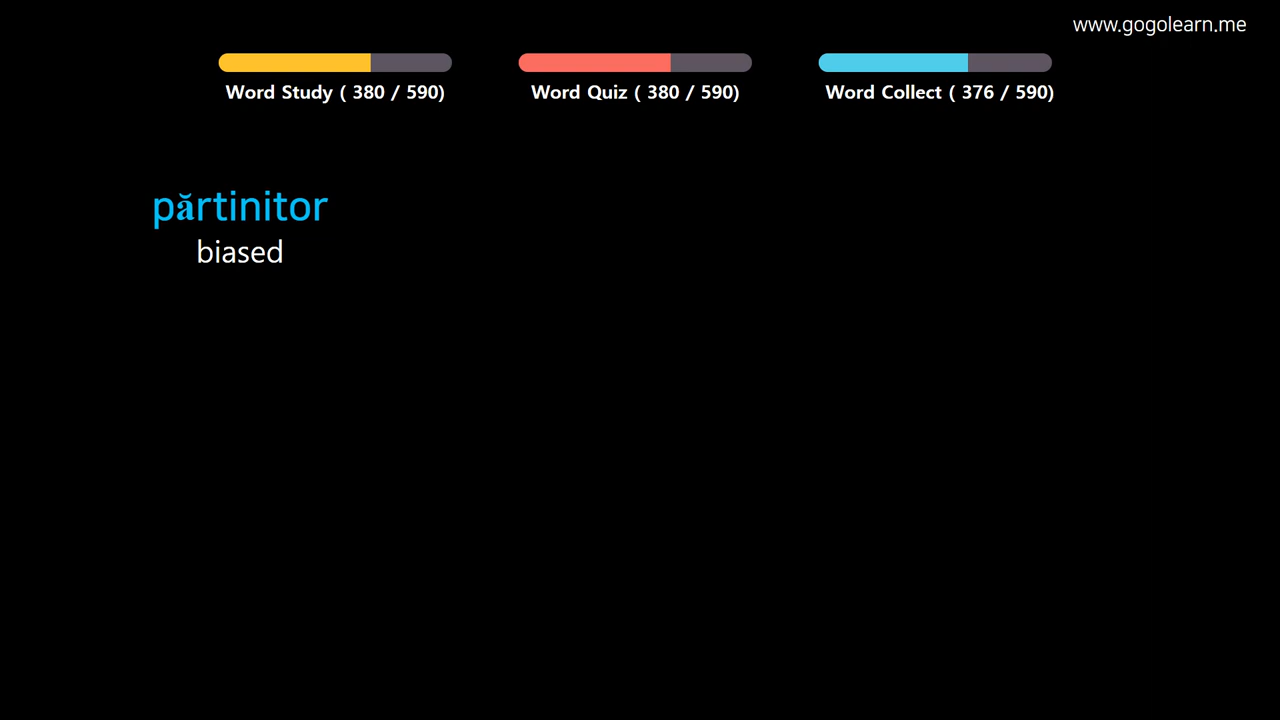 www.gogolearn.me
Word Study ( 380 / 590)
Word Quiz ( 380 / 590)
Word Collect ( 376 / 590)
părtinitor
biased